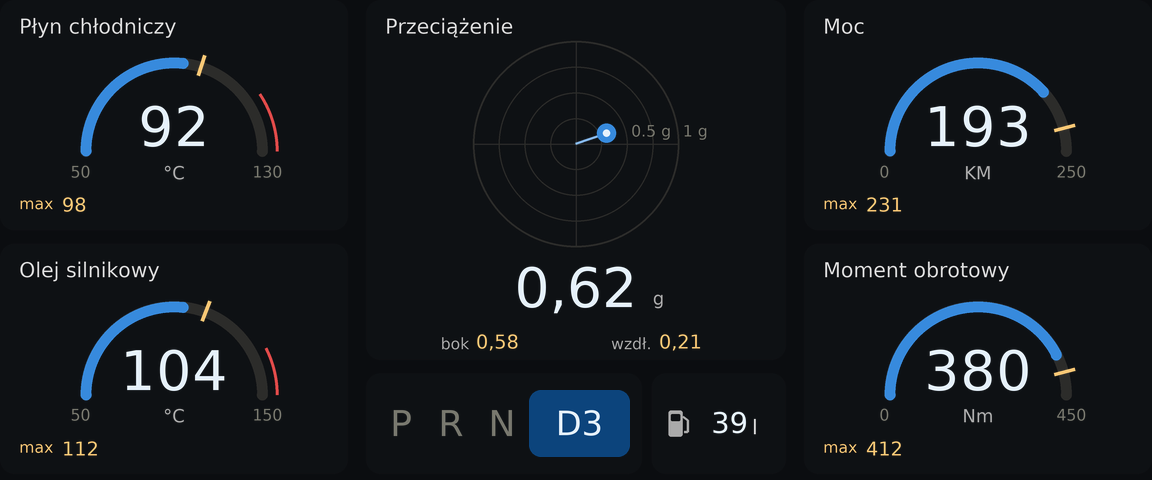 Płyn chłodniczy
92
50 °C 130
max 98
Olej silnikowy
104
50 °C 150
max 112
Przeciążenie
0.5 g 1 g
0,62 g
bok 0,58 wzdł. 0,21
P R N D3
39 l
Moc
193
0 KM 250
max 231
Moment obrotowy
380
0 Nm 450
max 412